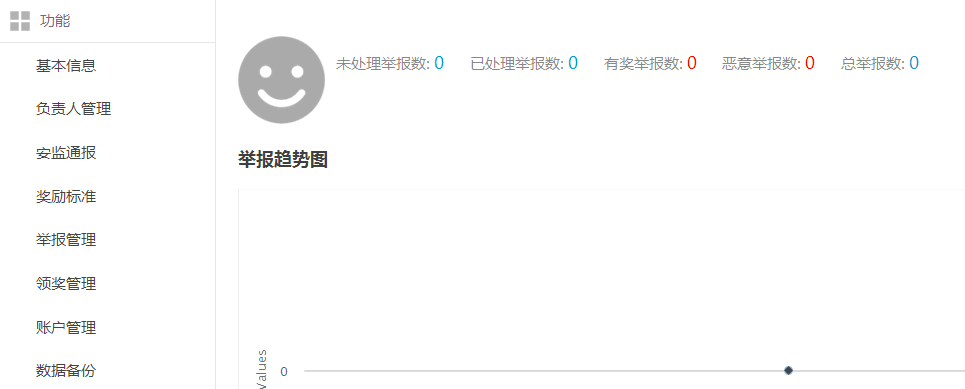 功能
基本信息
负责人管理
安监通报
奖励标准
举报管理
领奖管理
账户管理
数据备份
未处理举报数: 0 已处理举报数: 0 有奖举报数: 0 恶意举报数: 0 总举报数: 0
举报趋势图
Values
0